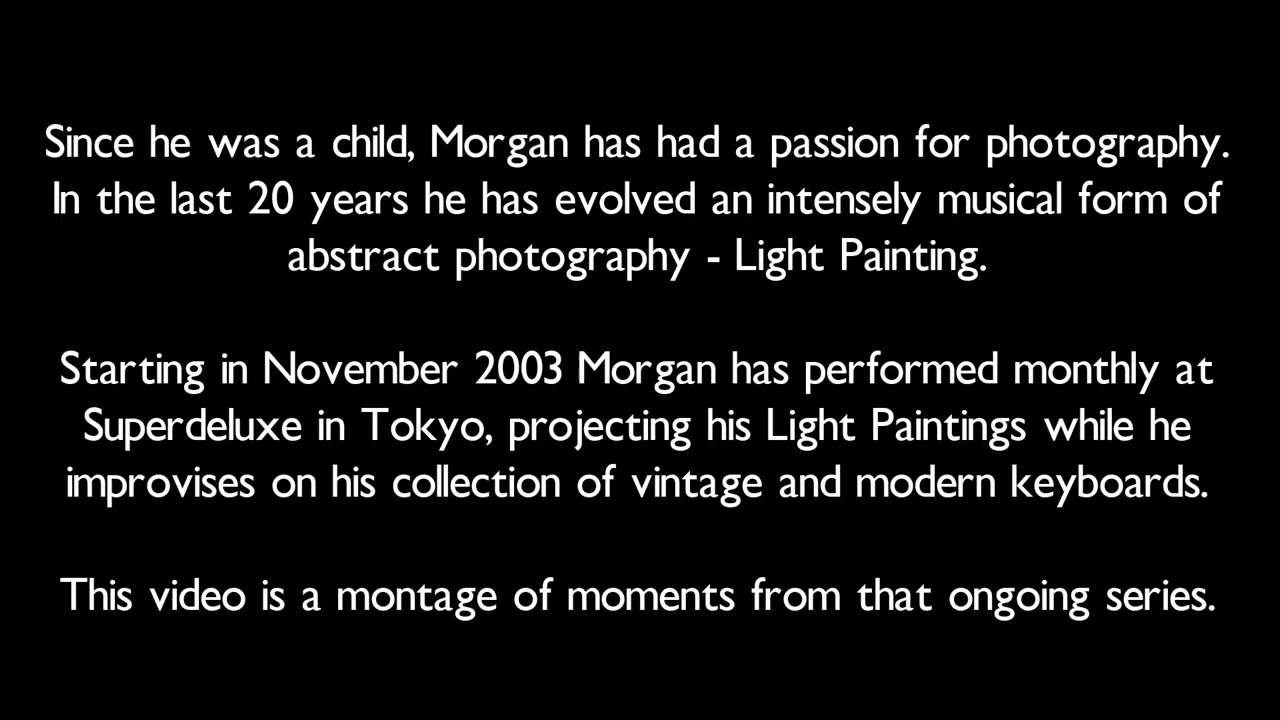 Since he was a child, Morgan has had a passion for photography.
In the last 20 years he has evolved an intensely musical form of
abstract photography - Light Painting.
Starting in November 2003 Morgan has performed monthly at
Superdeluxe in Tokyo, projecting his Light Paintings while he
improvises on his collection of vintage and modern keyboards.
This video is a montage of moments from that ongoing series.